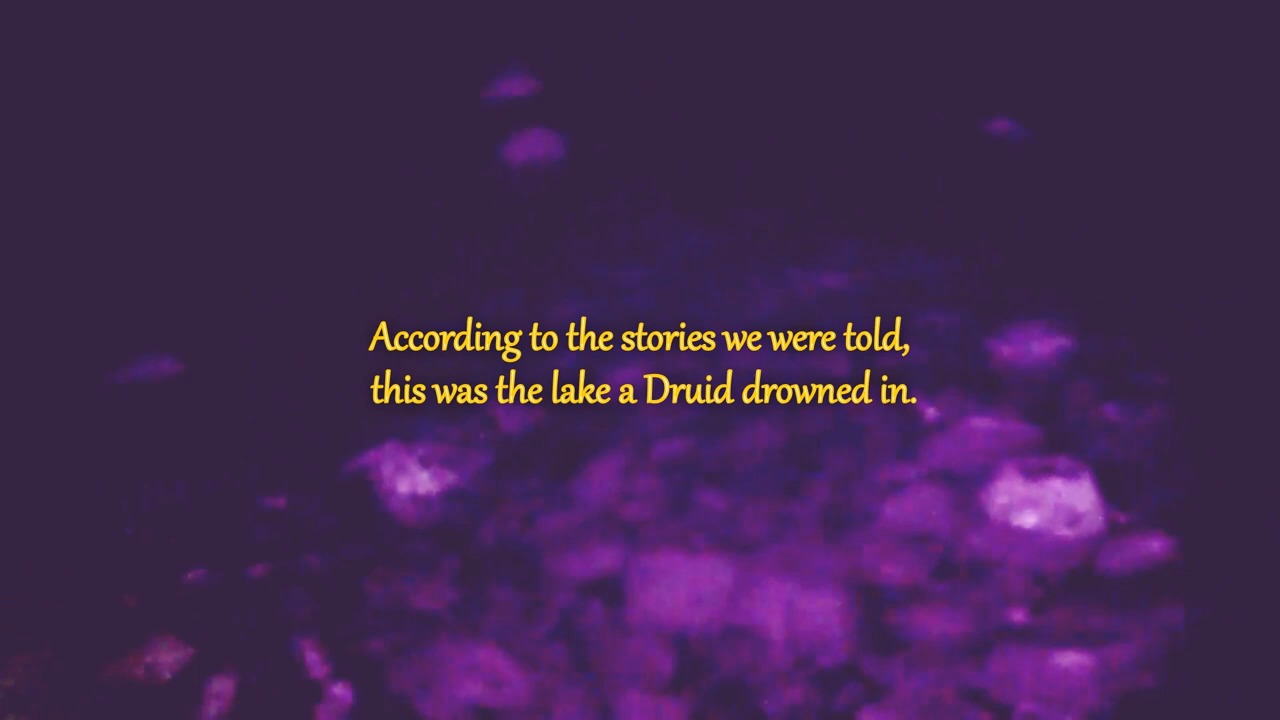 According to the stories we were told,
this was the lake a Druid drowned in.